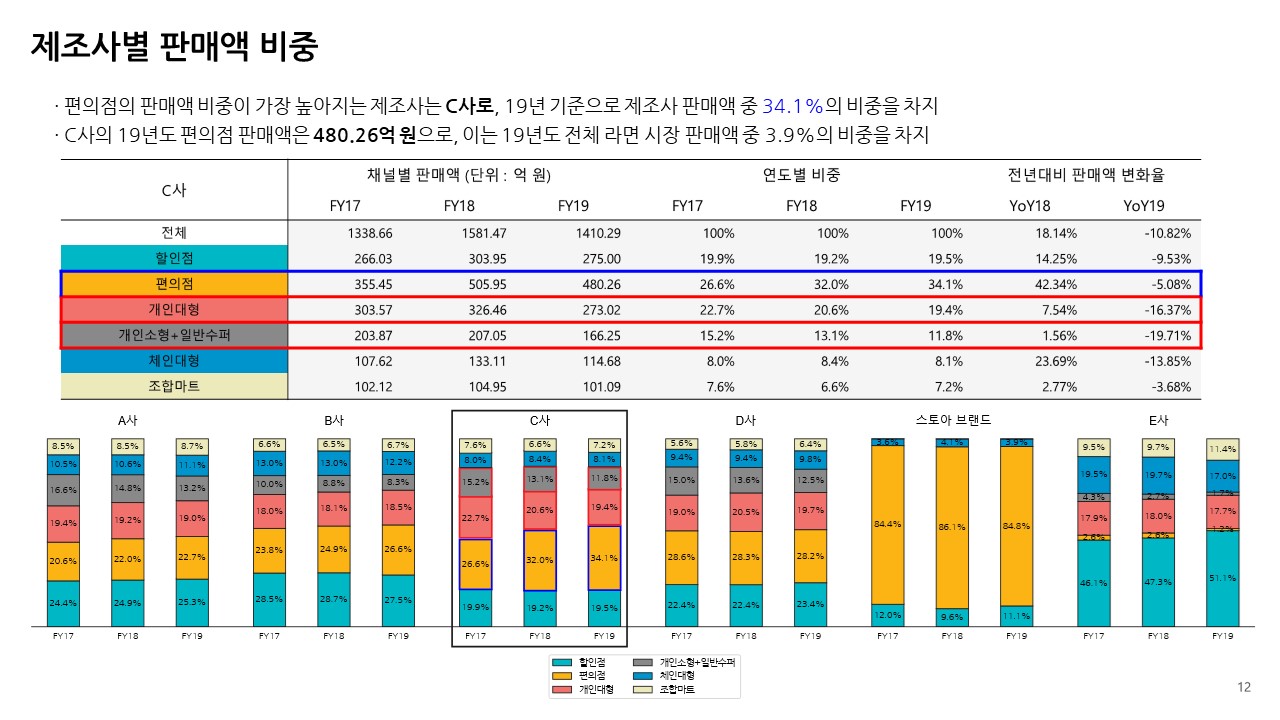 제조사별 판매액 비중
· 편의점의 판매액 비중이 가장 높아지는 제조사는 C사로, 19년 기준으로 제조사 판매액 중 34.1%의 비중을 차지
· C사의 19년도 편의점 판매액은 480.26억 원으로, 이는 19년도 전체 라면 시장 판매액 중 3.9%의 비중을 차지
C사 채널별 판매액 (단위 : 억 원) 연도별 비중 전년대비 판매액 변화율
FY17 FY18 FY19 FY17 FY18 FY19 YoY18 YoY19
전체 1338.66 1581.47 1410.29 100% 100% 100% 18.14% -10.82%
할인점 266.03 303.95 275.00 19.9% 19.2% 19.5% 14.25% -9.53%
편의점 355.45 505.95 480.26 26.6% 32.0% 34.1% 42.34% -5.08%
개인대형 303.57 326.46 273.02 22.7% 20.6% 19.4% 7.54% -16.37%
개인소형+일반수퍼 203.87 207.05 166.25 15.2% 13.1% 11.8% 1.56% -19.71%
체인대형 107.62 133.11 114.68 8.0% 8.4% 8.1% 23.69% -13.85%
조합마트 102.12 104.95 101.09 7.6% 6.6% 7.2% 2.77% -3.68%
A사 B사 C사 D사 스토아 브랜드 E사
8.5% 8.5% 8.7% 6.6% 6.5% 6.7% 7.6% 6.6% 7.2% 5.6% 5.8% 6.4% 3.6% 4.1% 3.9% 9.5% 9.7% 11.4%
10.5% 10.6% 11.1% 13.0% 13.0% 12.2% 8.0% 8.4% 8.1% 9.4% 9.4% 9.8% 19.5% 19.7% 17.0%
16.6% 14.8% 13.2% 10.0% 8.8% 8.3% 15.2% 13.1% 11.8% 15.0% 13.6% 12.5% 4.3% 2.7% 1.7%
19.4% 19.2% 19.0% 18.0% 18.1% 18.5% 22.7% 20.6% 19.4% 19.0% 20.5% 19.7% 17.9% 18.0% 17.7%
20.6% 22.0% 22.7% 23.8% 24.9% 26.6% 26.6% 32.0% 34.1% 28.6% 28.3% 28.2% 84.4% 86.1% 84.8% 2.6% 2.6% 1.2%
24.4% 24.9% 25.3% 28.5% 28.7% 27.5% 19.9% 19.2% 19.5% 22.4% 22.4% 23.4% 12.0% 9.6% 11.1% 46.1% 47.3% 51.1%
FY17 FY18 FY19 FY17 FY18 FY19 FY17 FY18 FY19 FY17 FY18 FY19 FY17 FY18 FY19 FY17 FY18 FY19
할인점 개인소형+일반수퍼
편의점 체인대형
개인대형 조합마트
12